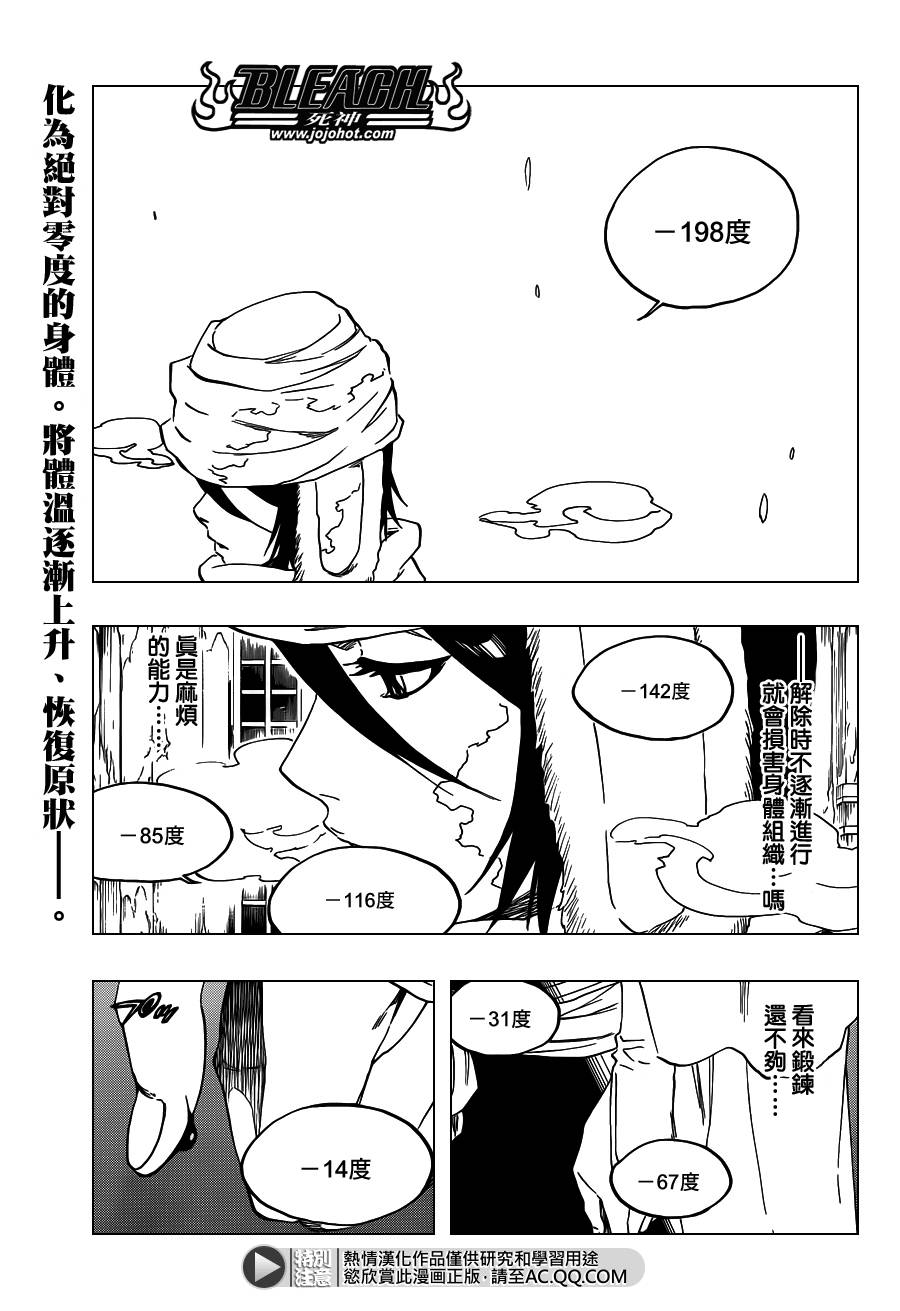 BLEACH
死神
www.jojohot.com
化為絕對零度的身體。將體溫逐漸上升、恢復原狀——。
－198度
——解除時不逐漸進行
就會損害身體組織…嗎
－142度
眞是麻煩
的能力……
－116度
－85度
看來鍛鍊
還不夠……
－67度
－31度
－14度
特別
注意
熱情漢化作品僅供研究和學習用途
慾欣賞此漫画正版·請至AC.QQ.COM